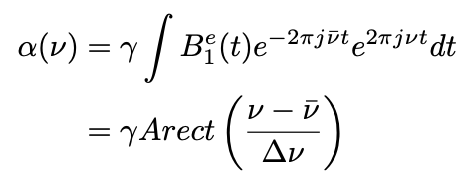 α(ν) = γ ∫ B₁ᵉ(t)e^{−2πjν̄t}e^{2πjνt}dt
= γArect((ν − ν̄)/Δν)